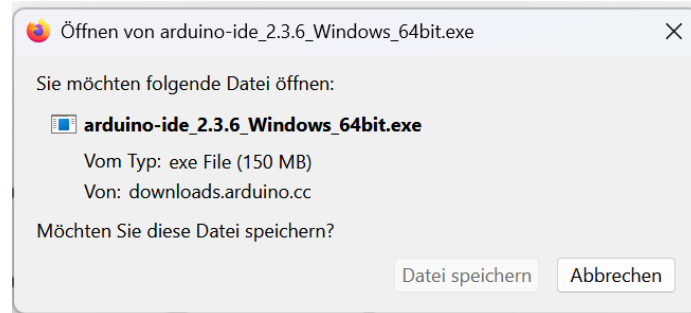 Öffnen von arduino-ide_2.3.6_Windows_64bit.exe
Sie möchten folgende Datei öffnen:
arduino-ide_2.3.6_Windows_64bit.exe
Vom Typ: exe File (150 MB)
Von: downloads.arduino.cc
Möchten Sie diese Datei speichern?
Datei speichern Abbrechen